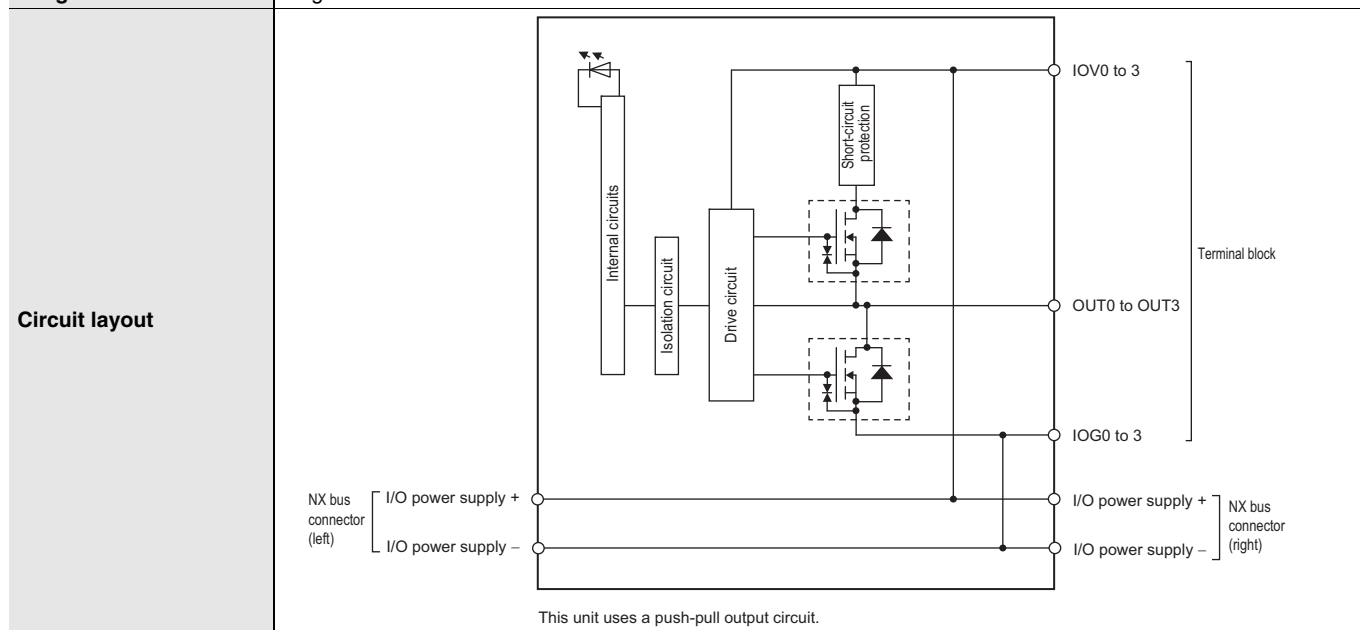 Circuit layout
IOV0 to 3
Short-circuit
protection
Internal circuits
Isolation circuit
Drive circuit
Terminal block
OUT0 to OUT3
IOG0 to 3
NX bus
connector
(left)
I/O power supply +
I/O power supply –
I/O power supply +
I/O power supply –
NX bus
connector
(right)
This unit uses a push-pull output circuit.